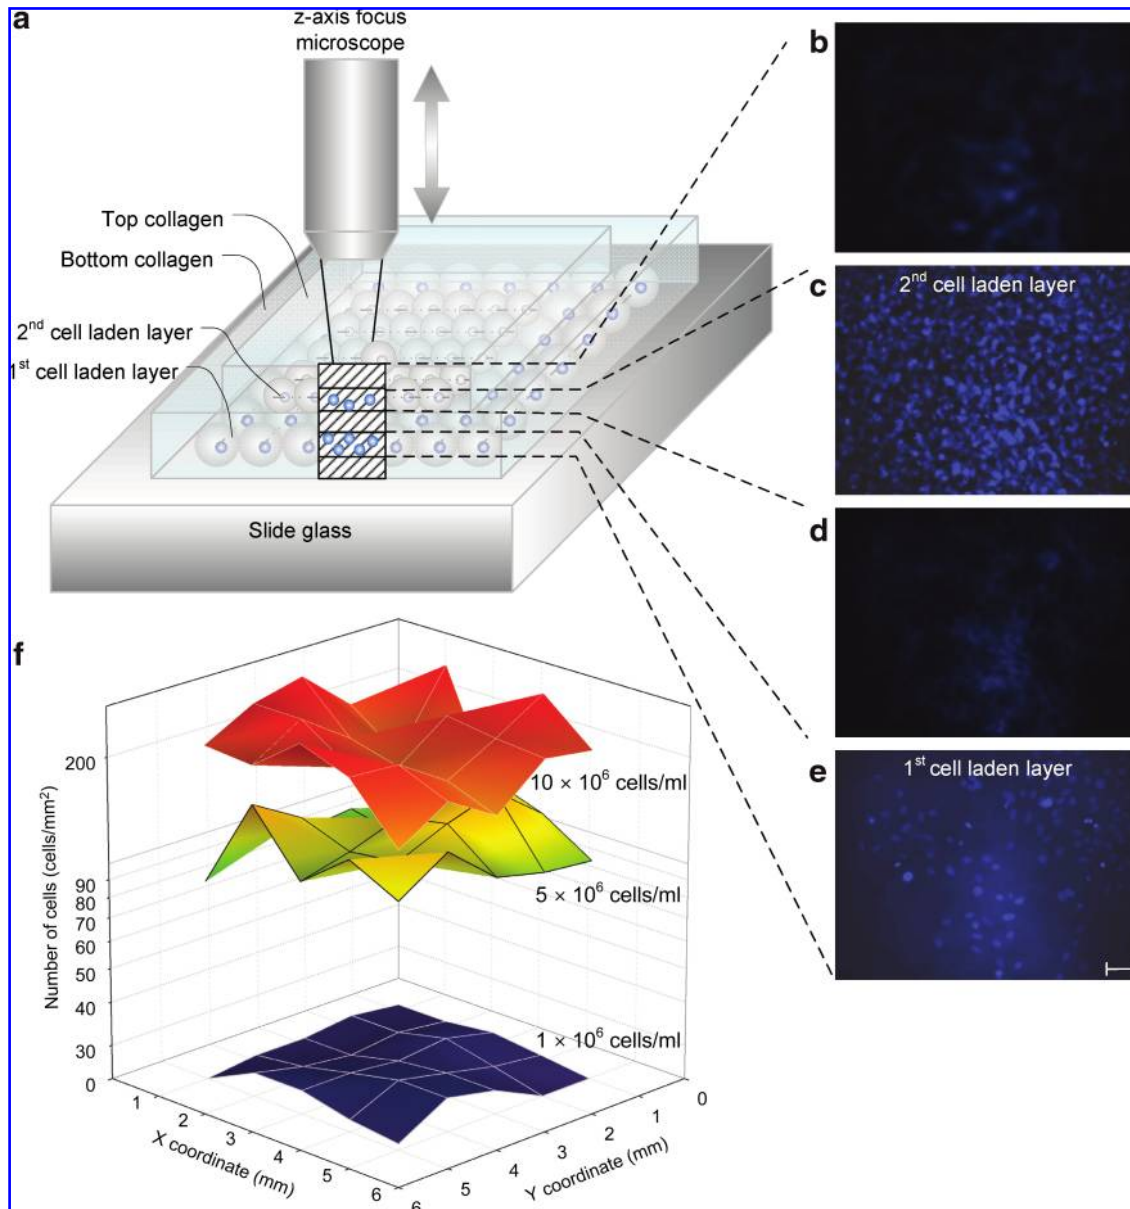 a
z-axis focus
microscope
Top collagen
Bottom collagen
2nd cell laden layer
1st cell laden layer
Slide glass
b
c
2nd cell laden layer
d
e
1st cell laden layer
f
Number of cells (cells/mm²)
200
90
80
70
60
50
40
30
0
10 × 10⁶ cells/ml
5 × 10⁶ cells/ml
1 × 10⁶ cells/ml
1
2
3
4
5
6
X coordinate (mm)
6
5
4
3
2
1
0
Y coordinate (mm)